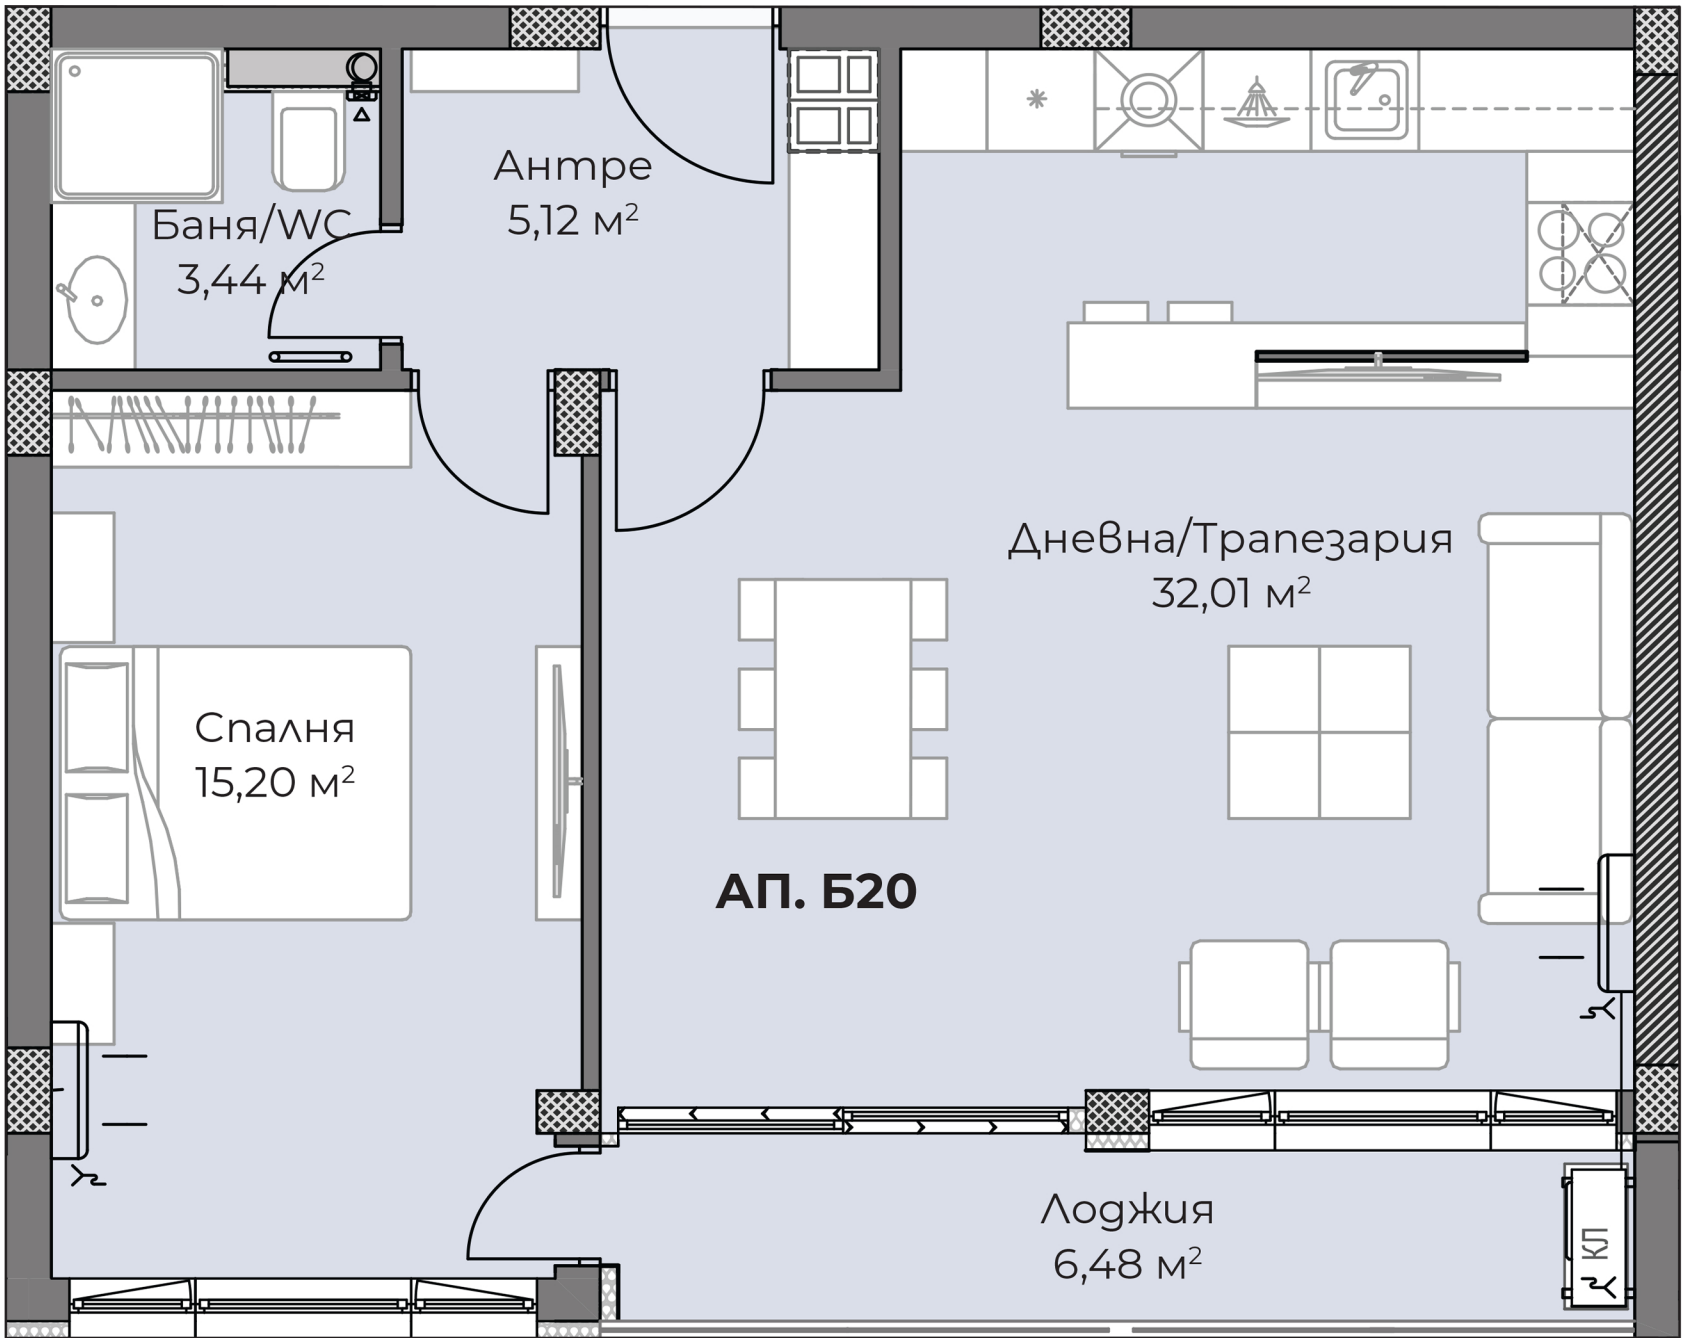 Антре
5,12 м²
Баня/WC
3,44 м²
Дневна/Трапезария
32,01 м²
Спалня
15,20 м²
АП. Б20
Лоджия
6,48 м²
КЛ